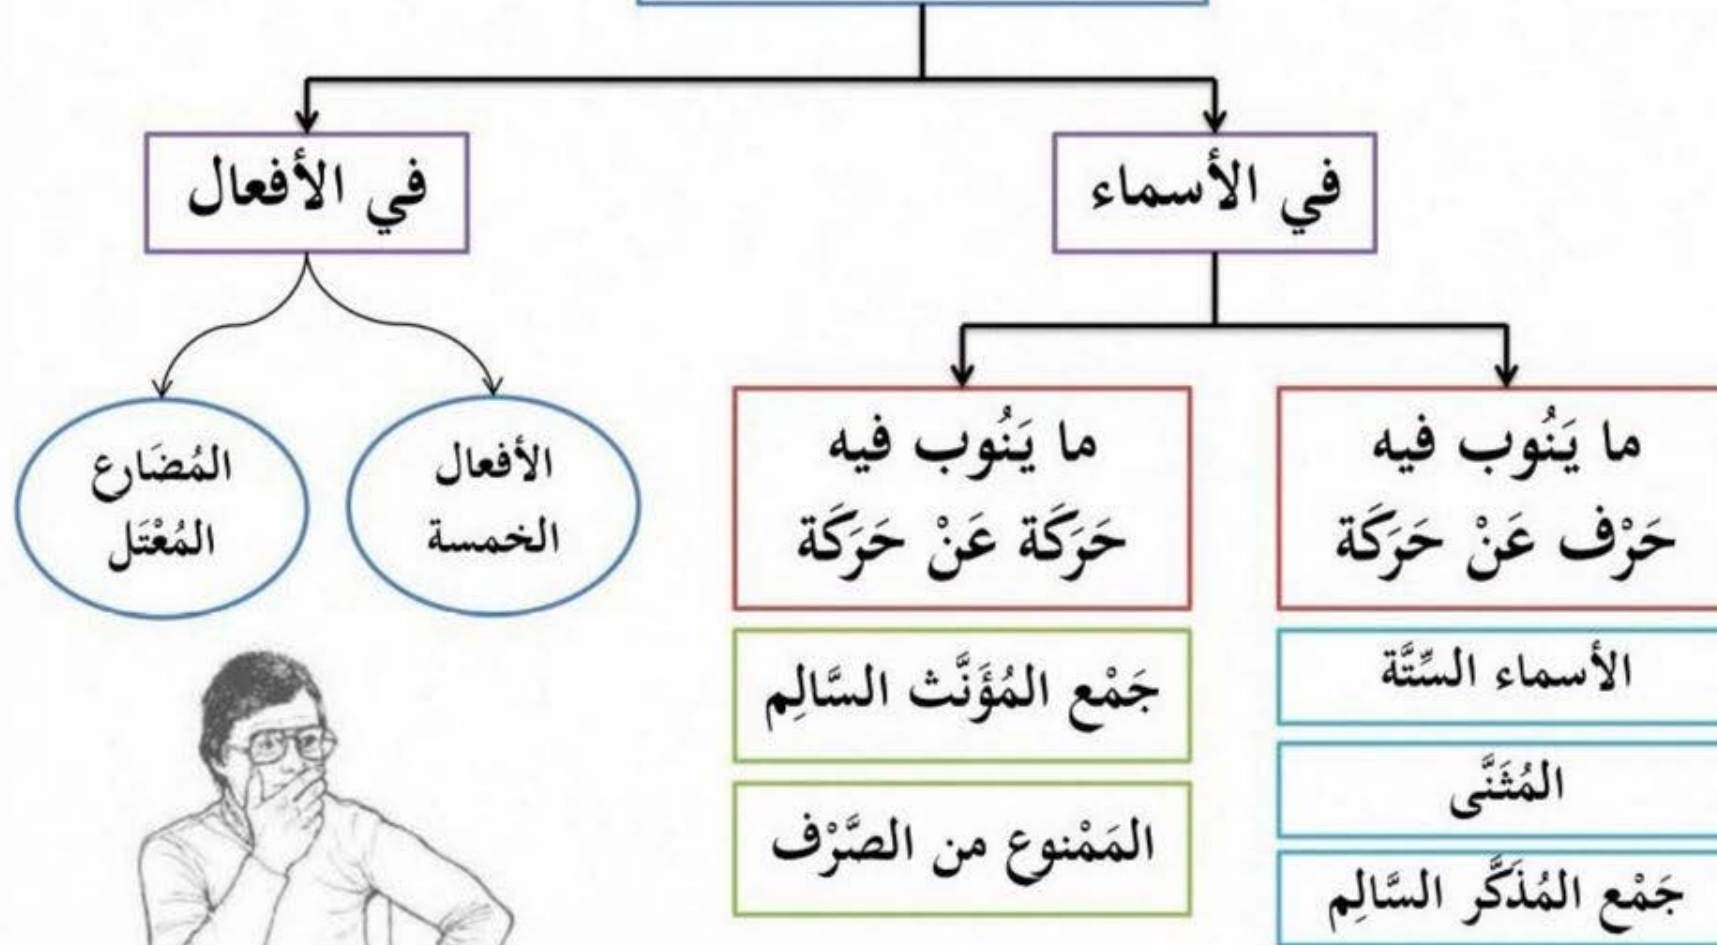 في الأسماء
في الأفعال
ما يَنُوب فيه
حَرْف عَنْ حَرَكَة
ما يَنُوب فيه
حَرَكَة عَنْ حَرَكَة
الأفعال
الخمسة
المُضَارع
المُعْتَل
الأسماء السِّتَّة
جَمْع المُؤَنَّث السَّالِم
المُثَنَّى
المَمْنوع من الصَّرْف
جَمْع المُذَكَّر السَّالِم